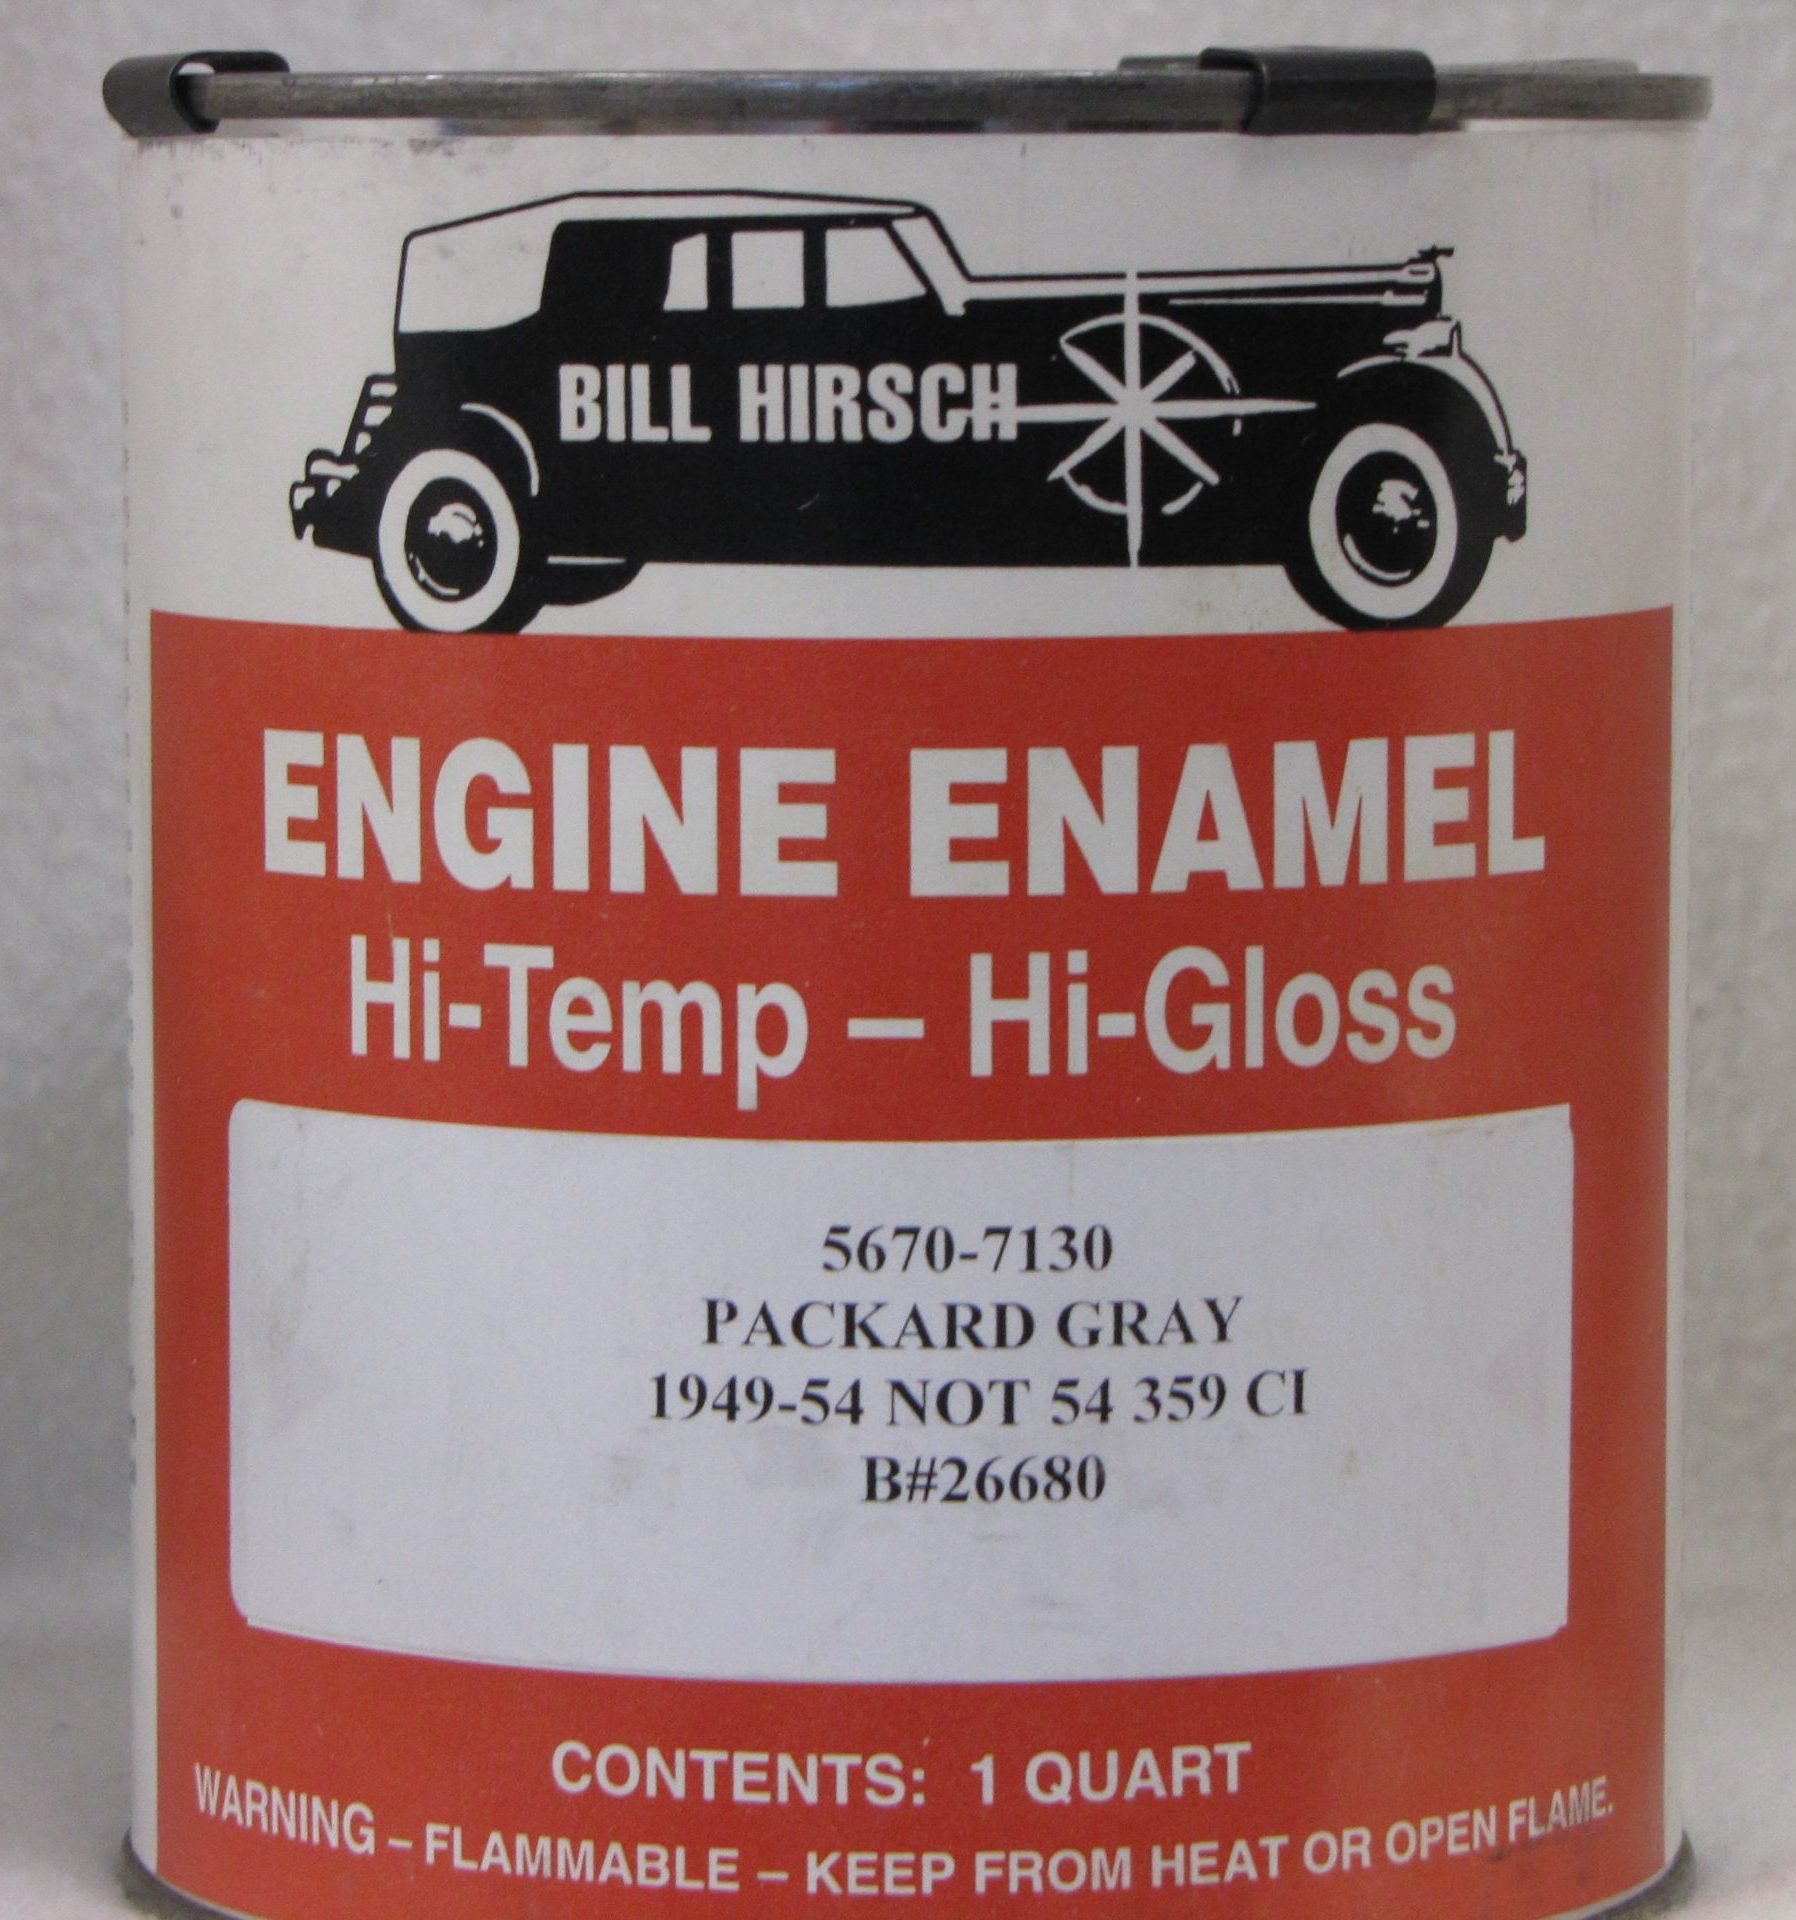 BILL HIRSCH
ENGINE ENAMEL
Hi-Temp – Hi-Gloss
5670-7130
PACKARD GRAY
1949-54 NOT 54 359 CI
B#26680
CONTENTS: 1 QUART
WARNING – FLAMMABLE – KEEP FROM HEAT OR OPEN FLAME.